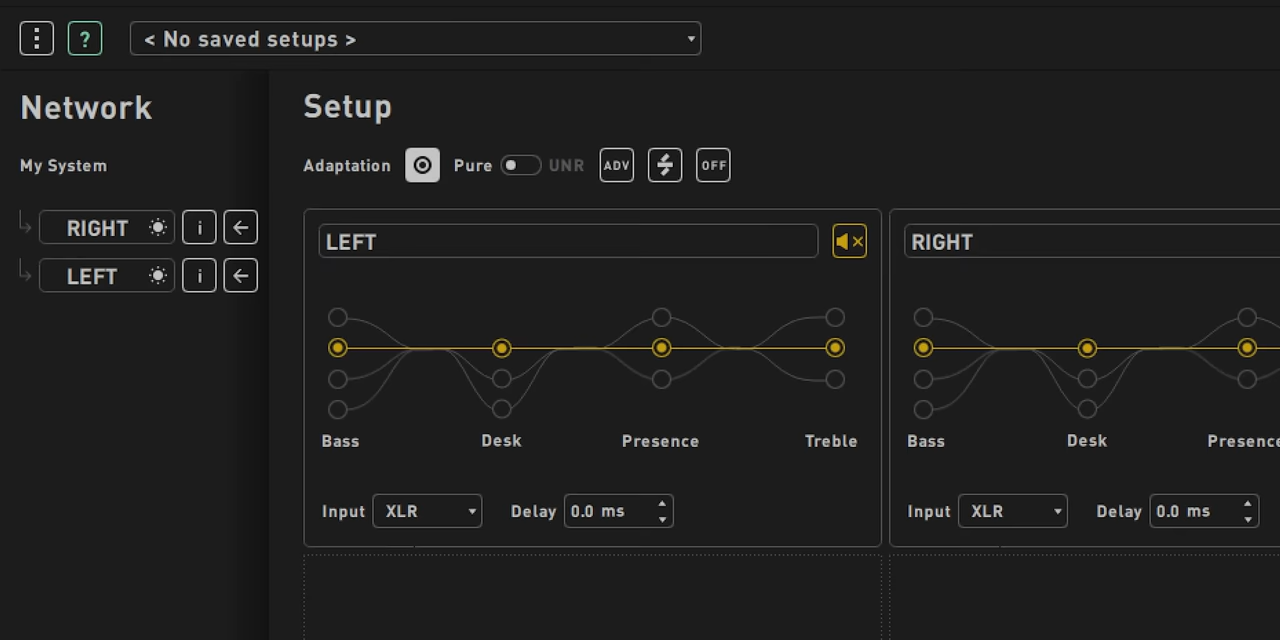 ? < No saved setups >
Network
My System
RIGHT i
LEFT i
Setup
Adaptation Pure UNR ADV OFF
LEFT
Bass Desk Presence Treble
Input XLR Delay 0.0 ms
RIGHT
Bass Desk Presence
Input XLR Delay 0.0 ms